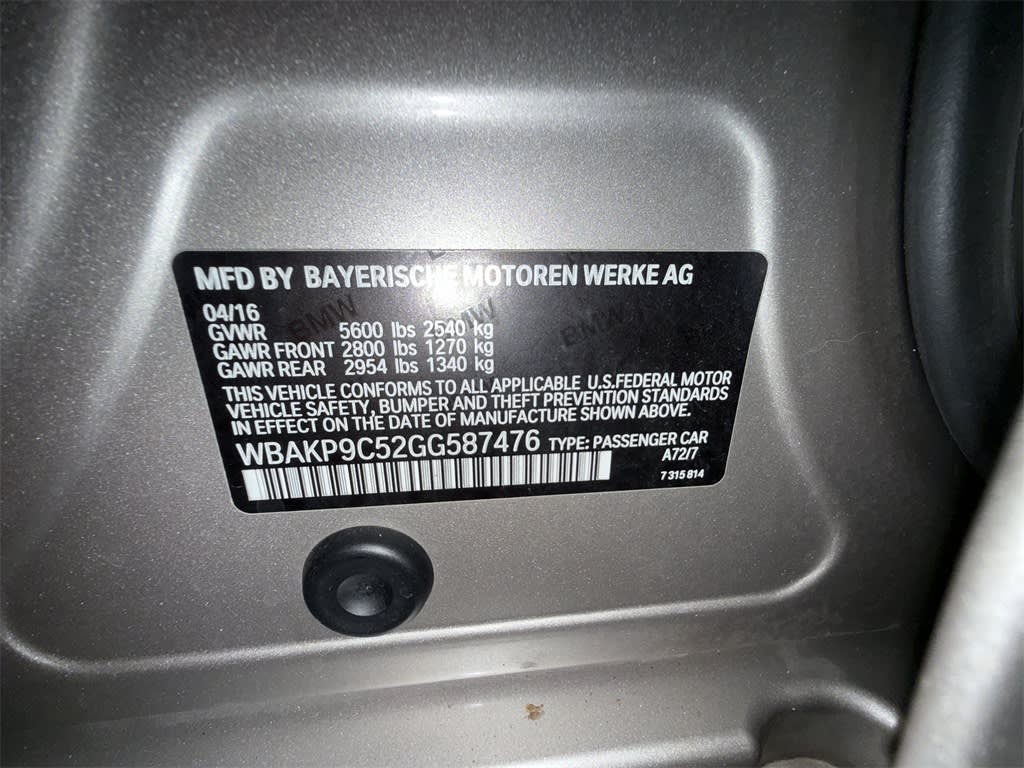 MFD BY BAYERISCHE MOTOREN WERKE AG
04/16
GVWR 5600 lbs 2540 kg
GAWR FRONT 2800 lbs 1270 kg
GAWR REAR 2954 lbs 1340 kg
THIS VEHICLE CONFORMS TO ALL APPLICABLE U.S.FEDERAL MOTOR
VEHICLE SAFETY, BUMPER AND THEFT PREVENTION STANDARDS
IN EFFECT ON THE DATE OF MANUFACTURE SHOWN ABOVE.
WBAKP9C52GG587476 TYPE: PASSENGER CAR
A72/7
7 315 814
BMW
BMW
BMW